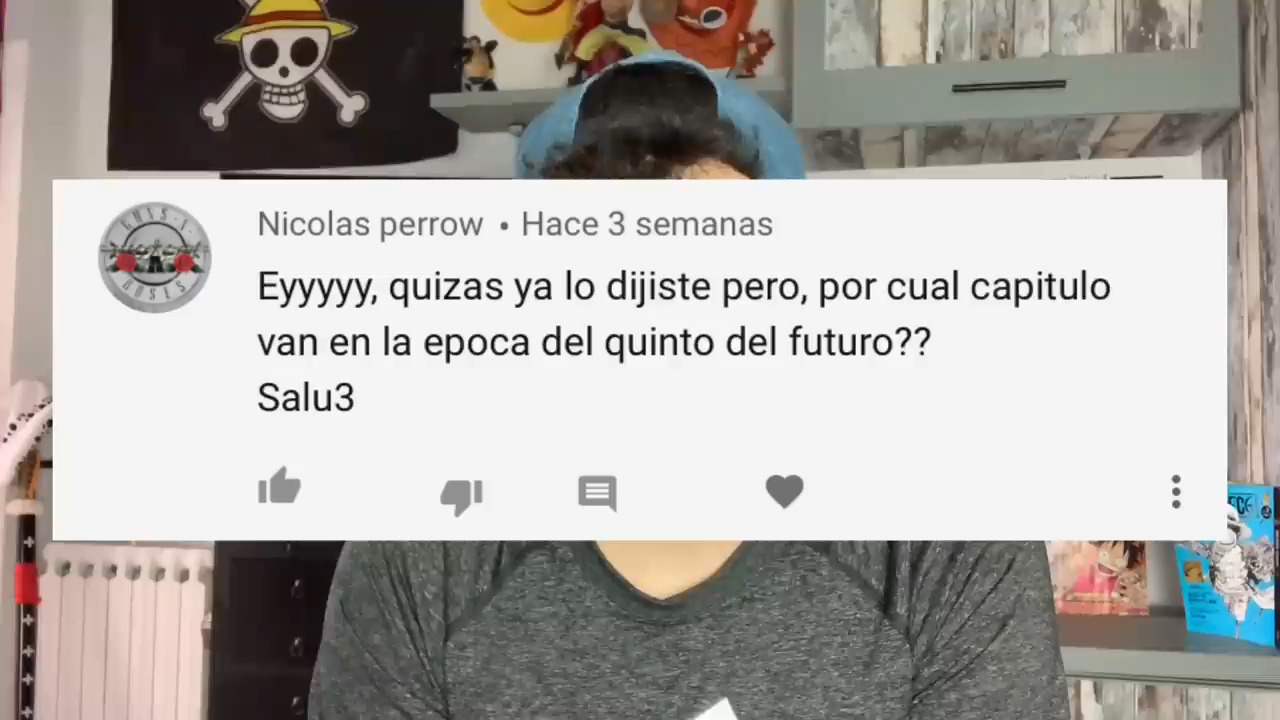 Nicolas perrow • Hace 3 semanas
Eyyyyy, quizas ya lo dijiste pero, por cual capitulo
van en la epoca del quinto del futuro??
Salu3